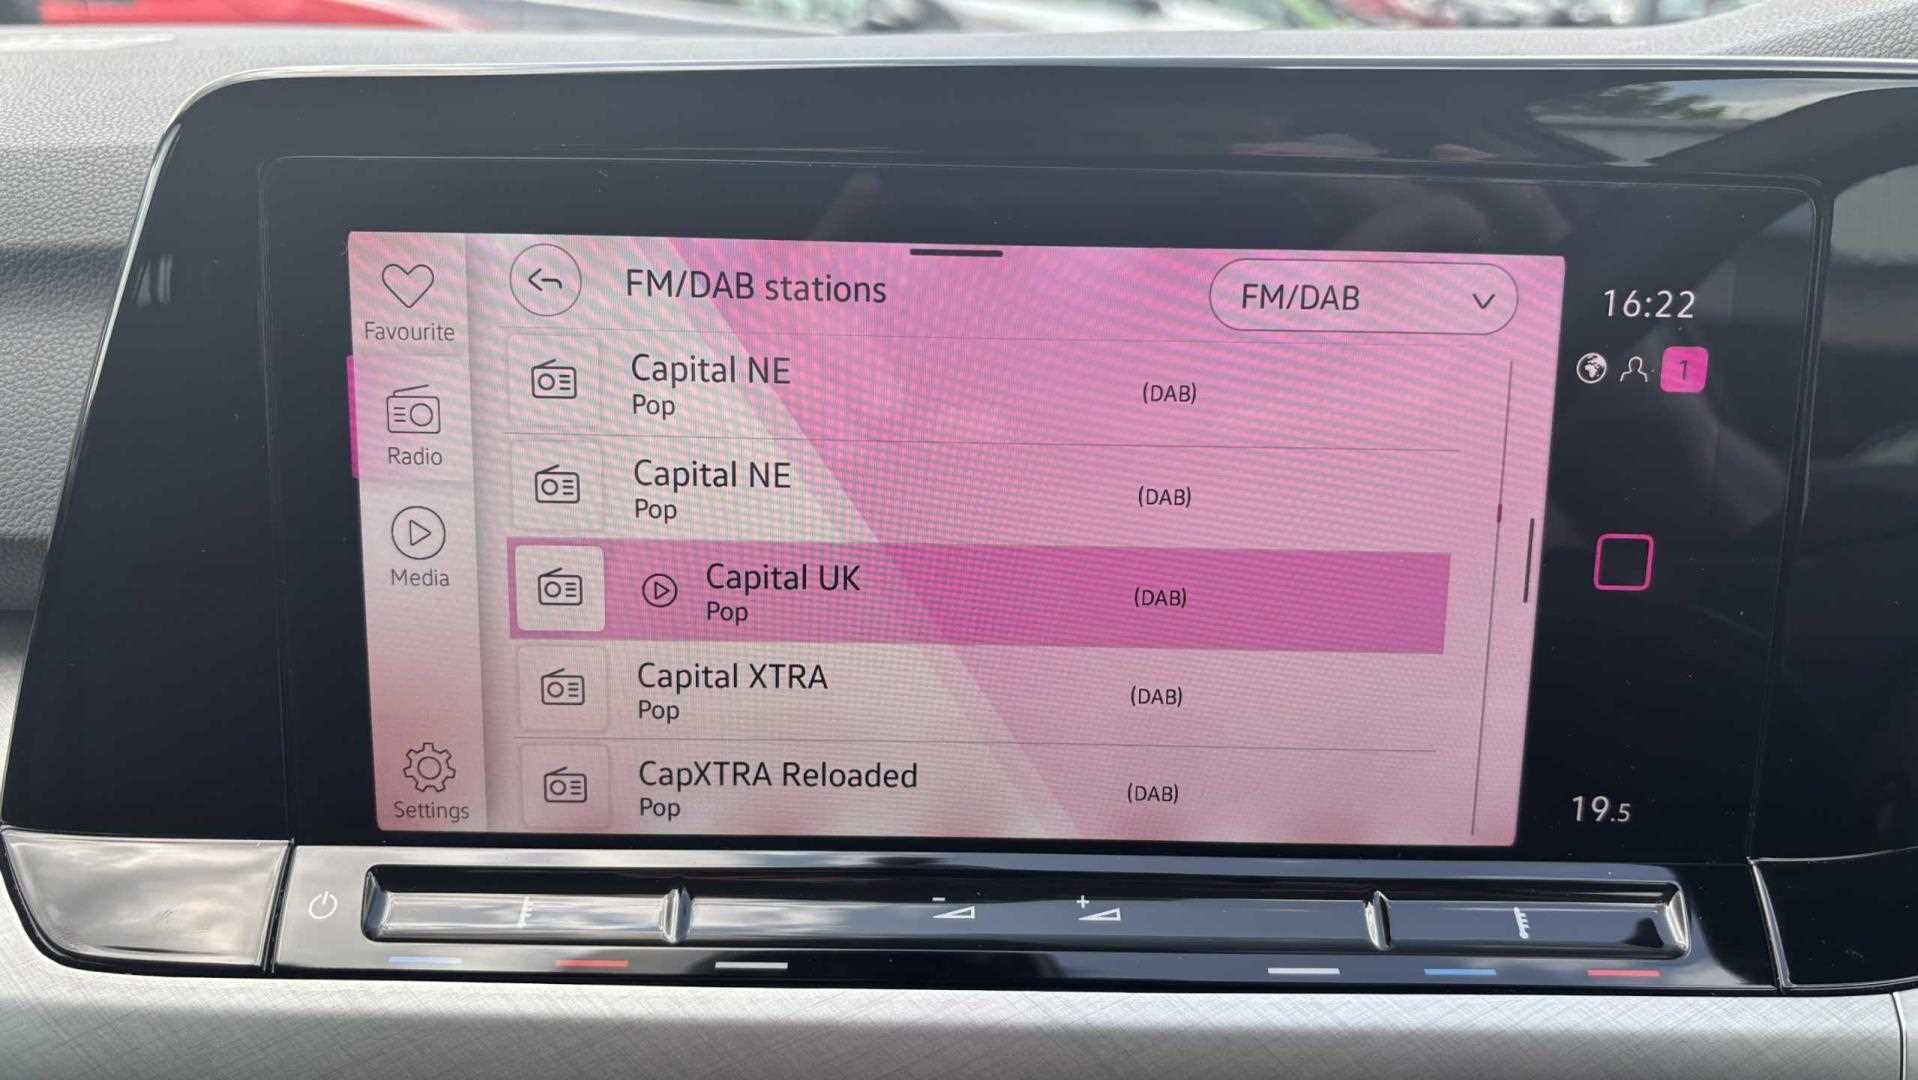 FM/DAB stations
FM/DAB
Favourite
Radio
Media
Settings
Capital NE
Pop
(DAB)
Capital NE
Pop
(DAB)
Capital UK
Pop
(DAB)
Capital XTRA
Pop
(DAB)
CapXTRA Reloaded
Pop
(DAB)
16:22
1
19.5
- +